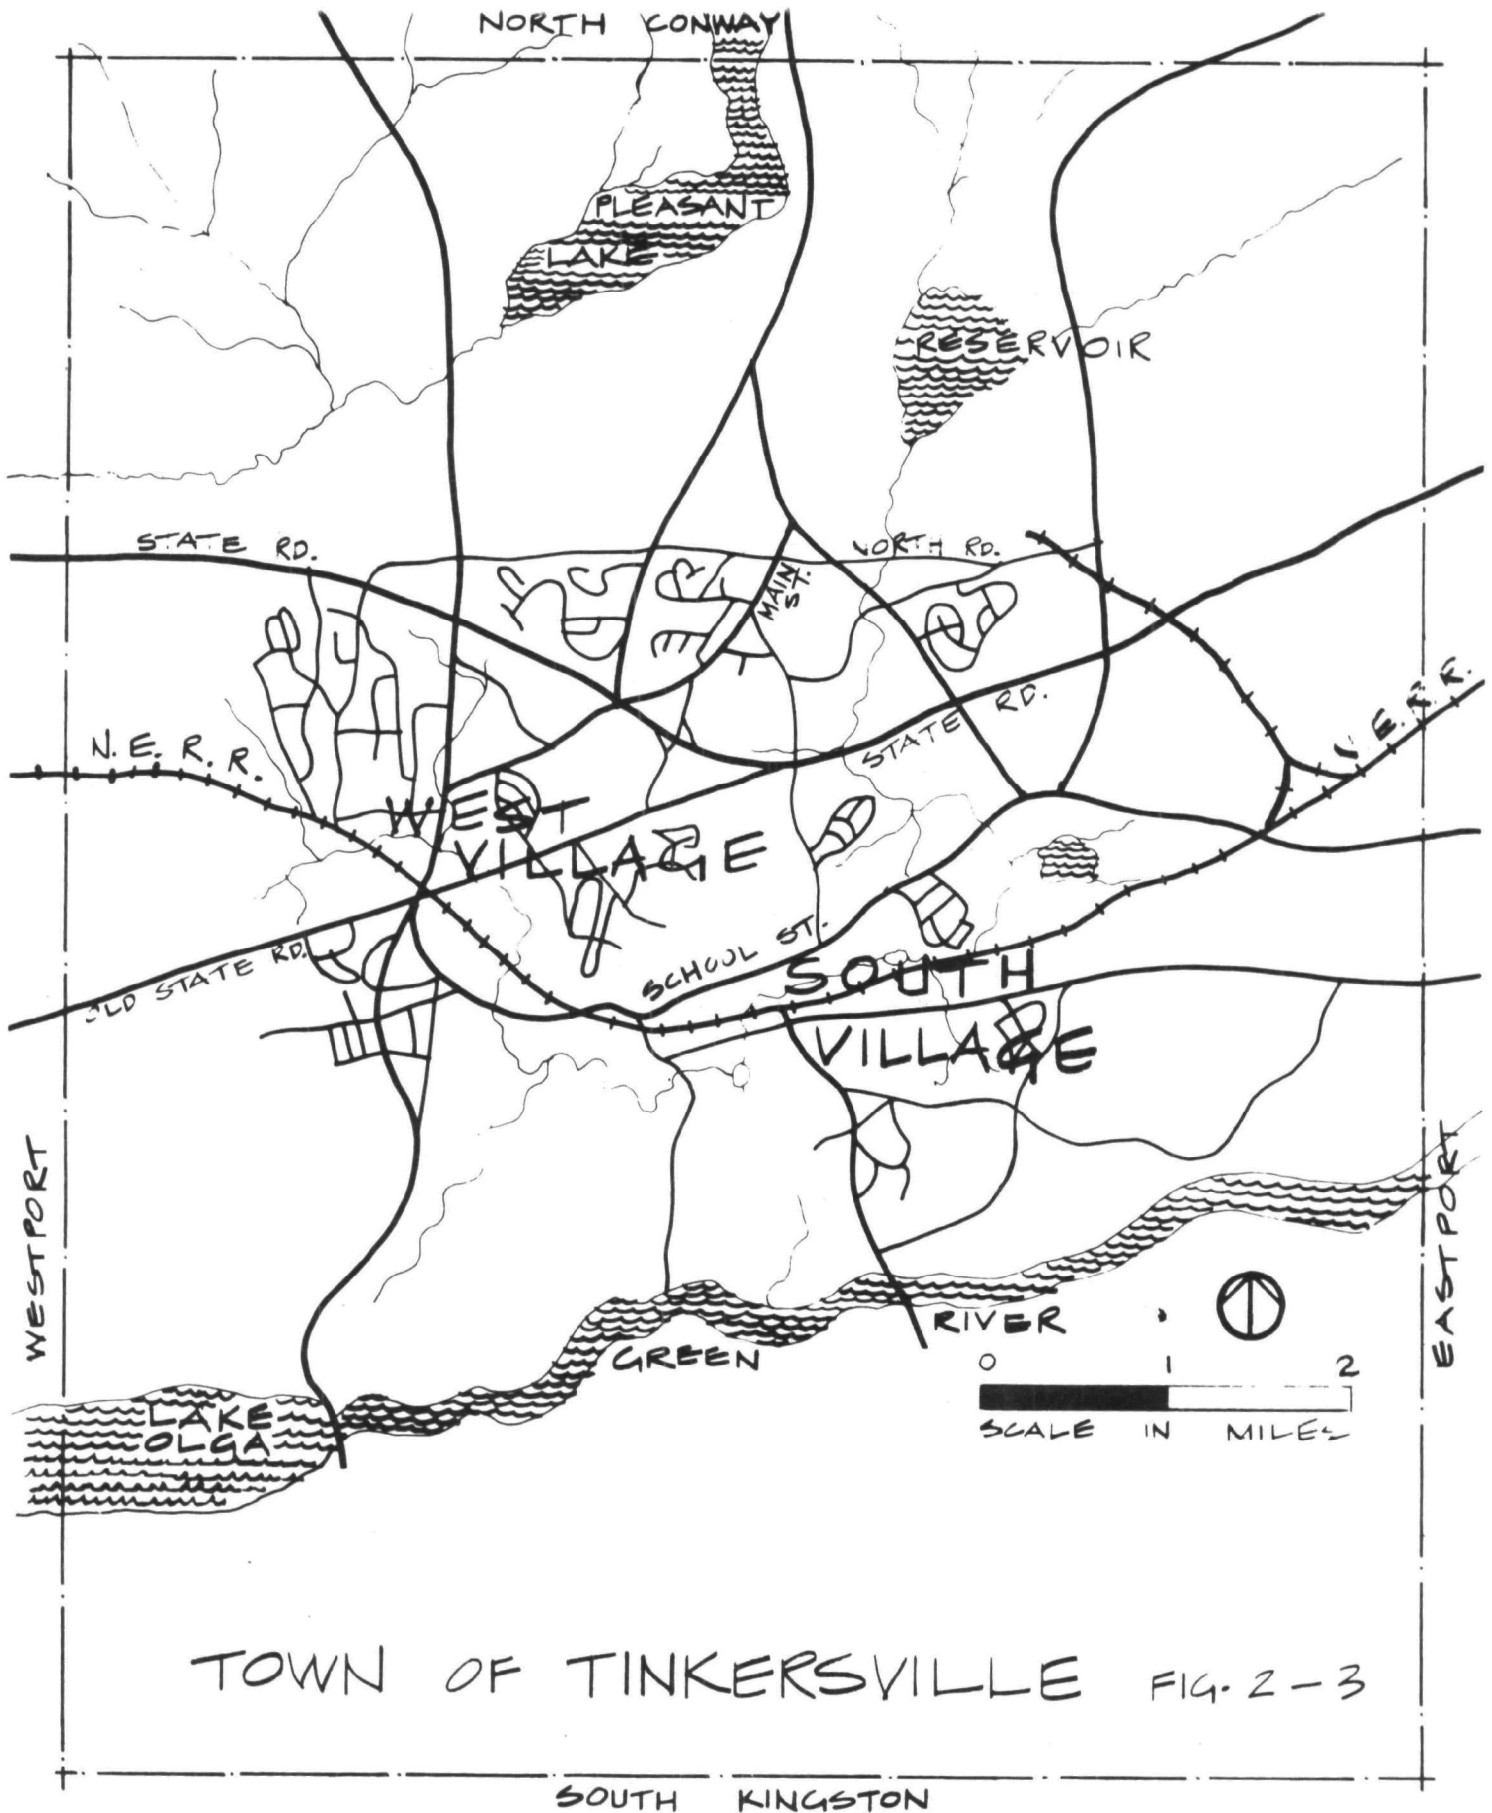 NORTH CONWAY
PLEASANT
LAKE
RESERVOIR
STATE RD.
NORTH RD.
MAIN
ST.
N. E. R. R.
STATE RD.
N. E. R. R.
WEST
VILLAGE
OLD STATE RD.
SCHOOL ST.
SOUTH
VILLAGE
WESTPORT
EASTPORT
RIVER
GREEN
0 1 2
SCALE IN MILES
LAKE
OLGA
TOWN OF TINKERSVILLE FIG. 2-3
SOUTH KINGSTON